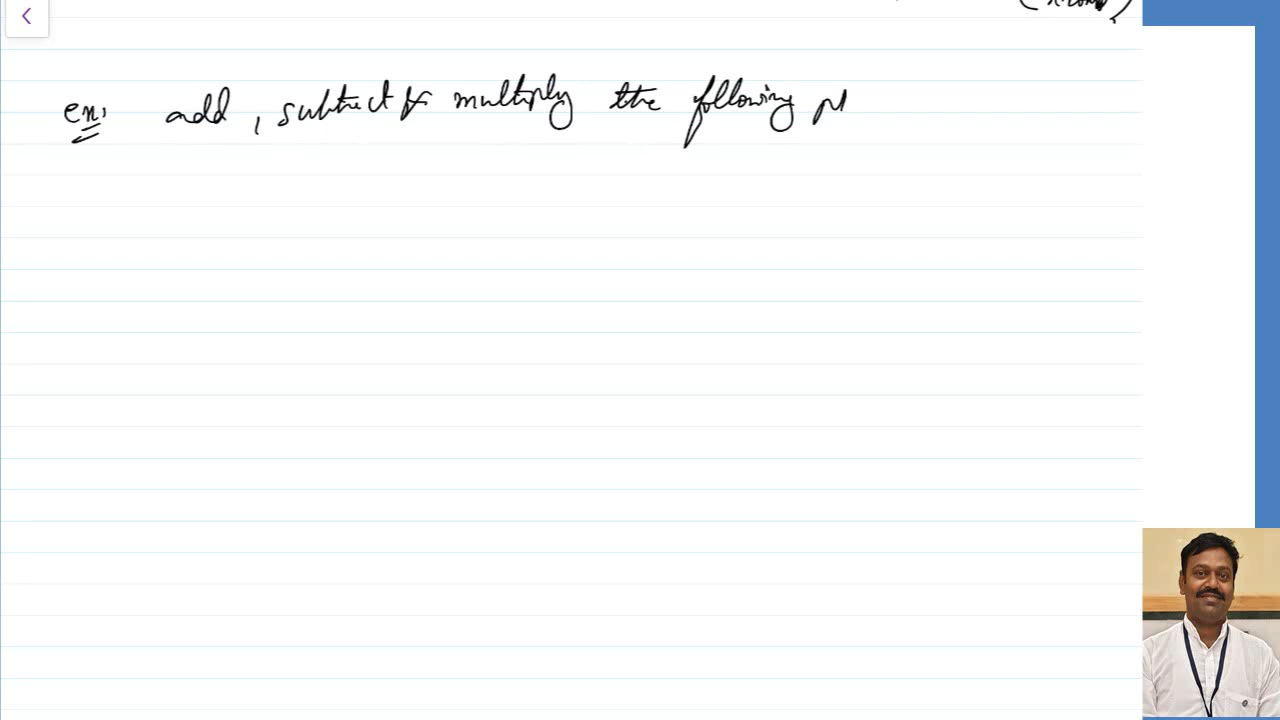 ex: add, subtract & multiply the following